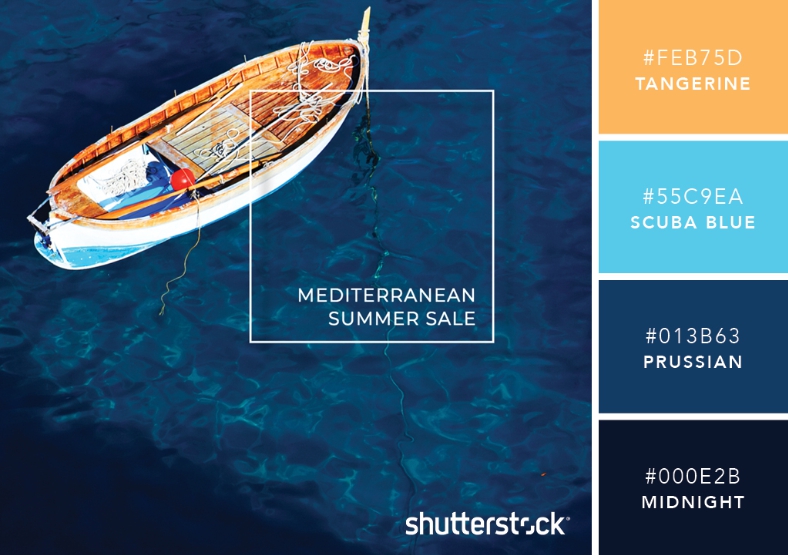 MEDITERRANEAN
SUMMER SALE
shutterstock
#FEB75D
TANGERINE
#55C9EA
SCUBA BLUE
#013B63
PRUSSIAN
#000E2B
MIDNIGHT